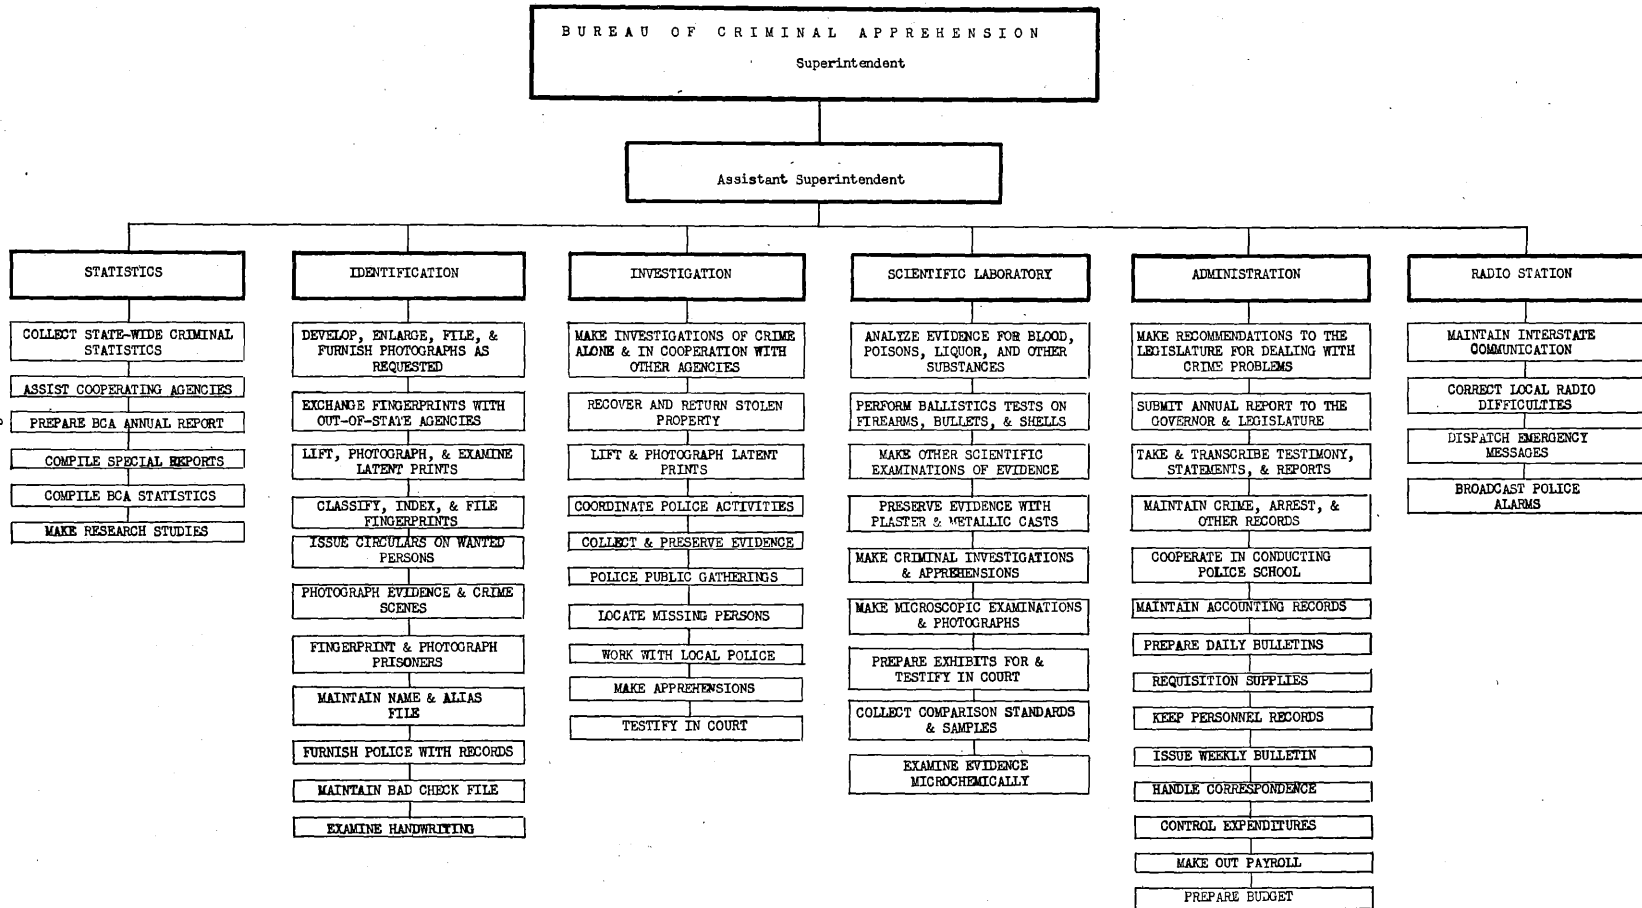 BUREAU OF CRIMINAL APPREHENSION
Superintendent
Assistant Superintendent
STATISTICS
COLLECT STATE-WIDE CRIMINAL
STATISTICS
ASSIST COOPERATING AGENCIES
PREPARE BCA ANNUAL REPORT
COMPILE SPECIAL REPORTS
COMPILE BCA STATISTICS
MAKE RESEARCH STUDIES
IDENTIFICATION
DEVELOP, ENLARGE, FILE, &
FURNISH PHOTOGRAPHS AS
REQUESTED
EXCHANGE FINGERPRINTS WITH
OUT-OF-STATE AGENCIES
LIFT, PHOTOGRAPH, & EXAMINE
LATENT PRINTS
CLASSIFY, INDEX, & FILE
FINGERPRINTS
ISSUE CIRCULARS ON WANTED
PERSONS
PHOTOGRAPH EVIDENCE & CRIME
SCENES
FINGERPRINT & PHOTOGRAPH
PRISONERS
MAINTAIN NAME & ALIAS
FILE
FURNISH POLICE WITH RECORDS
MAINTAIN BAD CHECK FILE
EXAMINE HANDWRITING
INVESTIGATION
MAKE INVESTIGATIONS OF CRIME
ALONE & IN COOPERATION WITH
OTHER AGENCIES
RECOVER AND RETURN STOLEN
PROPERTY
LIFT & PHOTOGRAPH LATENT
PRINTS
COORDINATE POLICE ACTIVITIES
COLLECT & PRESERVE EVIDENCE
POLICE PUBLIC GATHERINGS
LOCATE MISSING PERSONS
WORK WITH LOCAL POLICE
MAKE APPREHENSIONS
TESTIFY IN COURT
SCIENTIFIC LABORATORY
ANALYZE EVIDENCE FOR BLOOD,
POISONS, LIQUOR, AND OTHER
SUBSTANCES
PERFORM BALLISTICS TESTS ON
FIREARMS, BULLETS, & SHELLS
MAKE OTHER SCIENTIFIC
EXAMINATIONS OF EVIDENCE
PRESERVE EVIDENCE WITH
PLASTER & METALLIC CASTS
MAKE CRIMINAL INVESTIGATIONS
& APPREHENSIONS
MAKE MICROSCOPIC EXAMINATIONS
& PHOTOGRAPHS
PREPARE EXHIBITS FOR &
TESTIFY IN COURT
COLLECT COMPARISON STANDARDS
& SAMPLES
EXAMINE EVIDENCE
MICROCHEMICALLY
ADMINISTRATION
MAKE RECOMMENDATIONS TO THE
LEGISLATURE FOR DEALING WITH
CRIME PROBLEMS
SUBMIT ANNUAL REPORT TO THE
GOVERNOR & LEGISLATURE
TAKE & TRANSCRIBE TESTIMONY,
STATEMENTS, & REPORTS
MAINTAIN CRIME, ARREST, &
OTHER RECORDS
COOPERATE IN CONDUCTING
POLICE SCHOOL
MAINTAIN ACCOUNTING RECORDS
PREPARE DAILY BULLETINS
REQUISITION SUPPLIES
KEEP PERSONNEL RECORDS
ISSUE WEEKLY BULLETIN
HANDLE CORRESPONDENCE
CONTROL EXPENDITURES
MAKE OUT PAYROLL
PREPARE BUDGET
RADIO STATION
MAINTAIN INTERSTATE
COMMUNICATION
CORRECT LOCAL RADIO
DIFFICULTIES
DISPATCH EMERGENCY
MESSAGES
BROADCAST POLICE
ALARMS